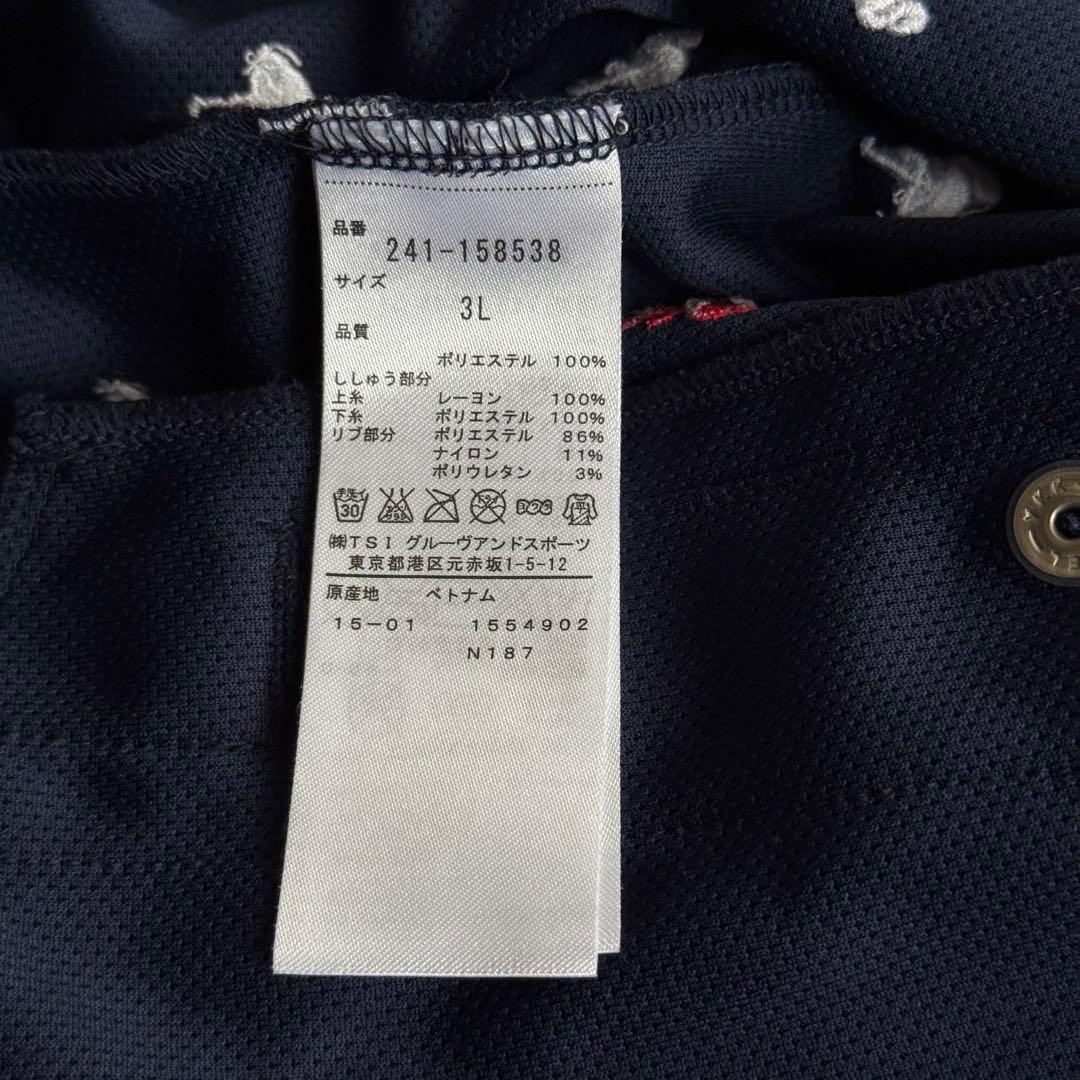 品番
241-158538
サイズ
3L
品質
ポリエステル 100%
ししゅう部分
上糸 レーヨン 100%
下糸 ポリエステル 100%
リブ部分 ポリエステル 86%
ナイロン 11%
ポリウレタン 3%
手洗イ 30
㈱TSI グルーヴアンドスポーツ
東京都港区元赤坂1-5-12
原産地 ベトナム
15-01 1554902
N187
YKK